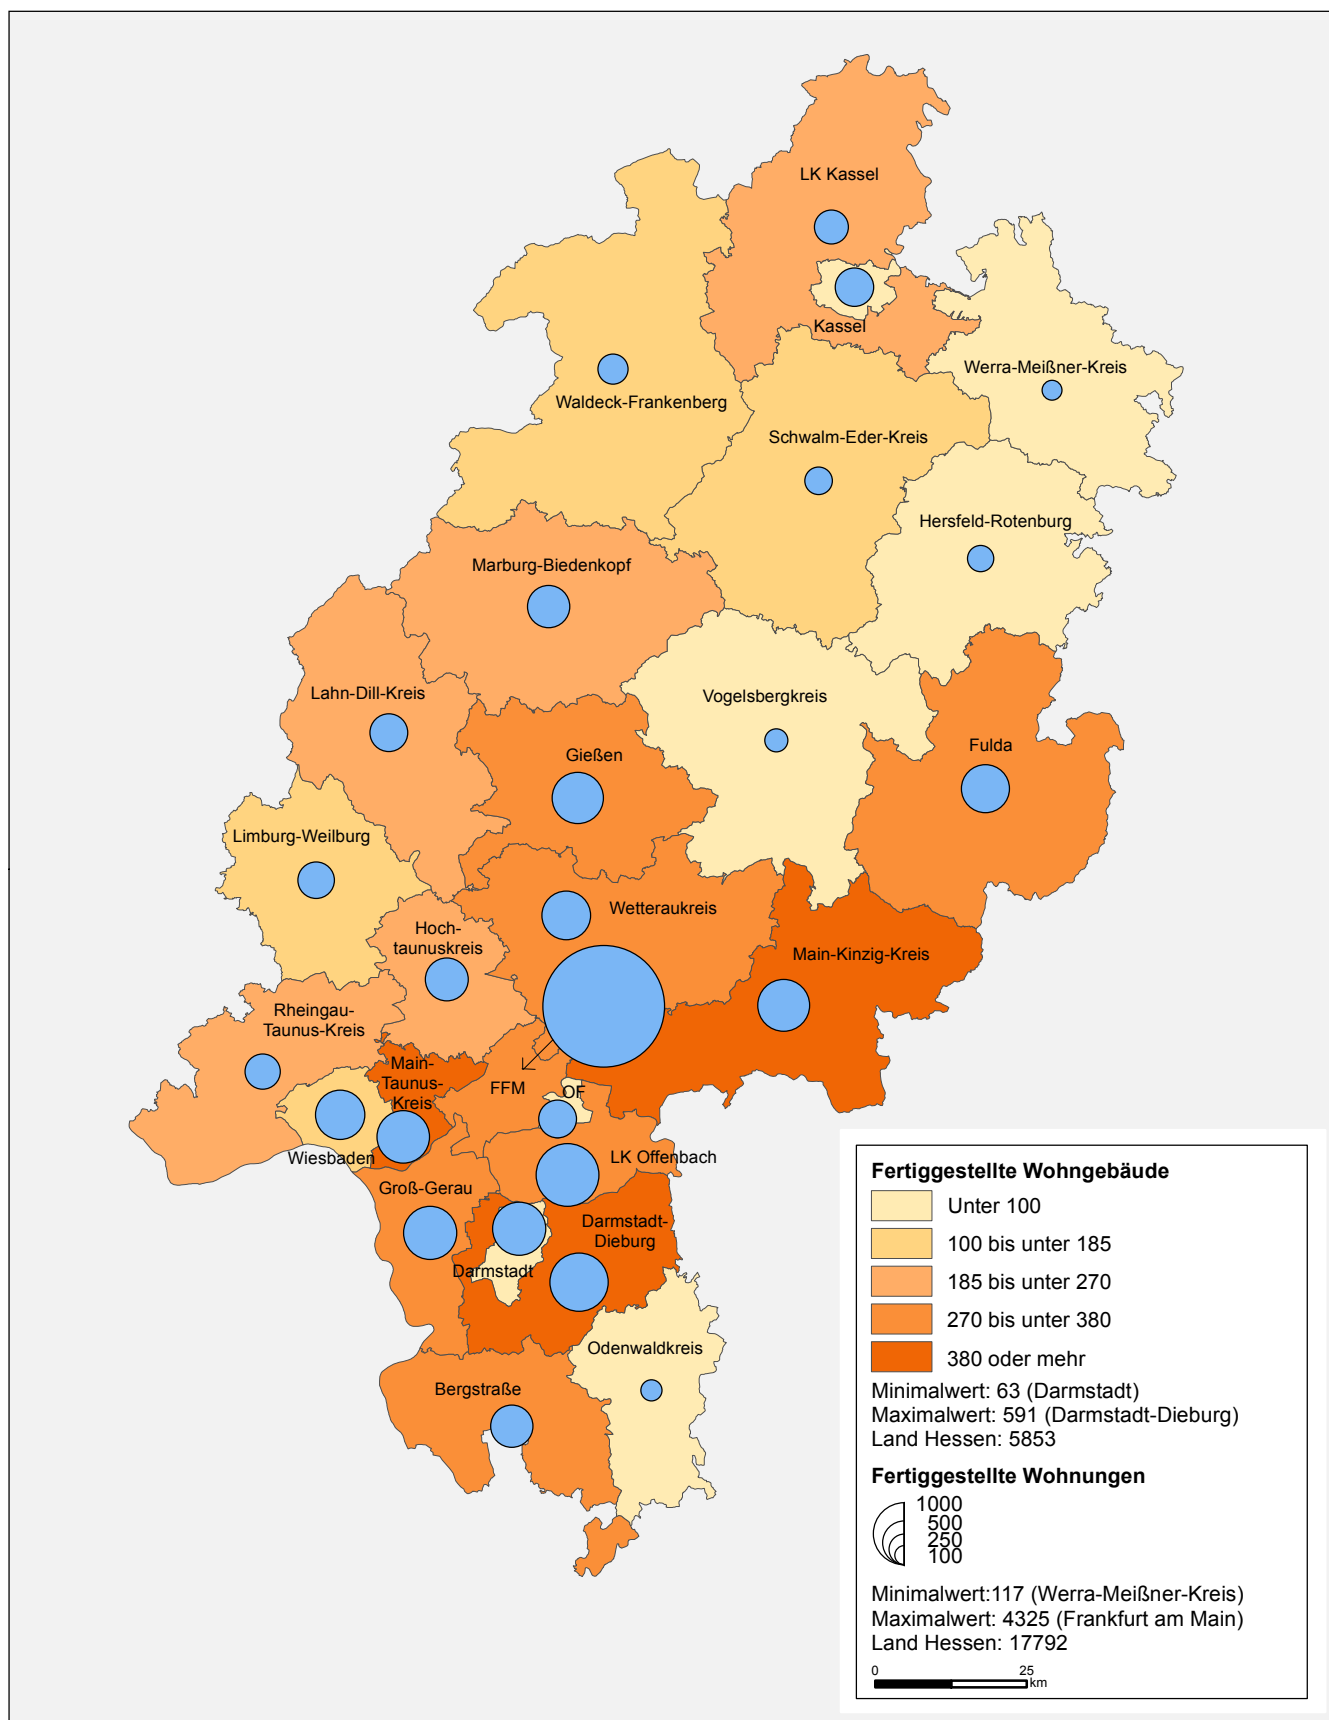 LK Kassel
Kassel
Werra-Meißner-Kreis
Waldeck-Frankenberg
Schwalm-Eder-Kreis
Hersfeld-Rotenburg
Marburg-Biedenkopf
Lahn-Dill-Kreis
Vogelsbergkreis
Fulda
Gießen
Limburg-Weilburg
Wetteraukreis
Hoch-
taunuskreis
Main-Kinzig-Kreis
Rheingau-
Taunus-Kreis
Main-
Taunus-
Kreis
FFM
OF
Wiesbaden
LK Offenbach
Groß-Gerau
Darmstadt-
Dieburg
Darmstadt
Odenwaldkreis
Bergstraße
Fertiggestellte Wohngebäude
Unter 100
100 bis unter 185
185 bis unter 270
270 bis unter 380
380 oder mehr
Minimalwert: 63 (Darmstadt)
Maximalwert: 591 (Darmstadt-Dieburg)
Land Hessen: 5853
Fertiggestellte Wohnungen
1000
500
250
100
Minimalwert:117 (Werra-Meißner-Kreis)
Maximalwert: 4325 (Frankfurt am Main)
Land Hessen: 17792
0 25
km